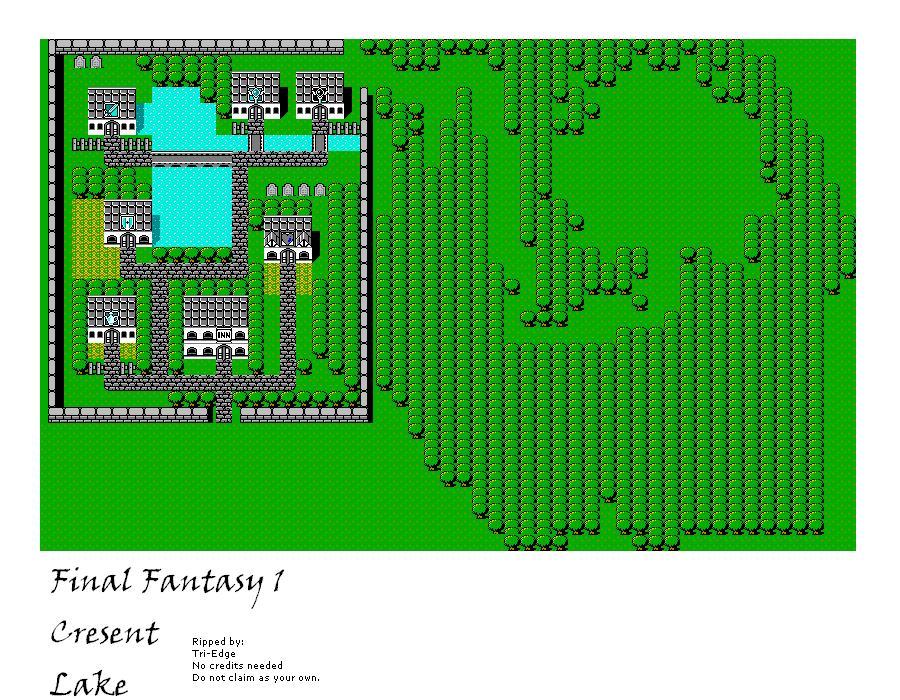 INN
Final Fantasy 1
Cresent
Lake
Ripped by:
Tri-Edge
No credits needed
Do not claim as your own.